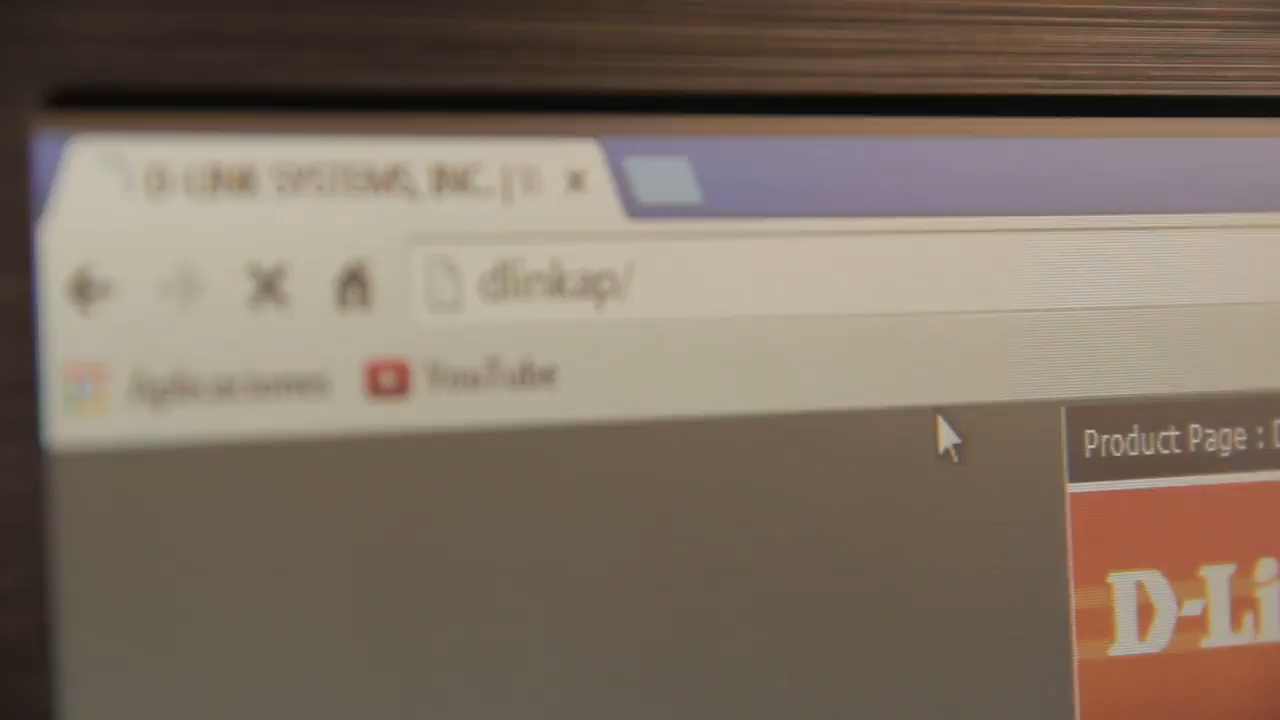 D-LINK SYSTEMS, INC. |
dlinkap/
Aplicaciones
YouTube
Product Page :
D-Li